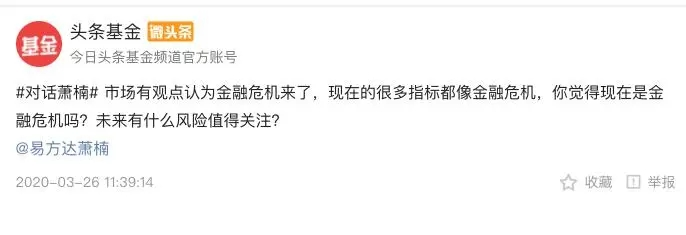 基金
头条基金 微头条
今日头条基金频道官方账号
#对话萧楠# 市场有观点认为金融危机来了，现在的很多指标都像金融危机，你觉得现在是金
融危机吗？未来有什么风险值得关注？
@易方达萧楠
2020-03-26 11:39:14 收藏 举报